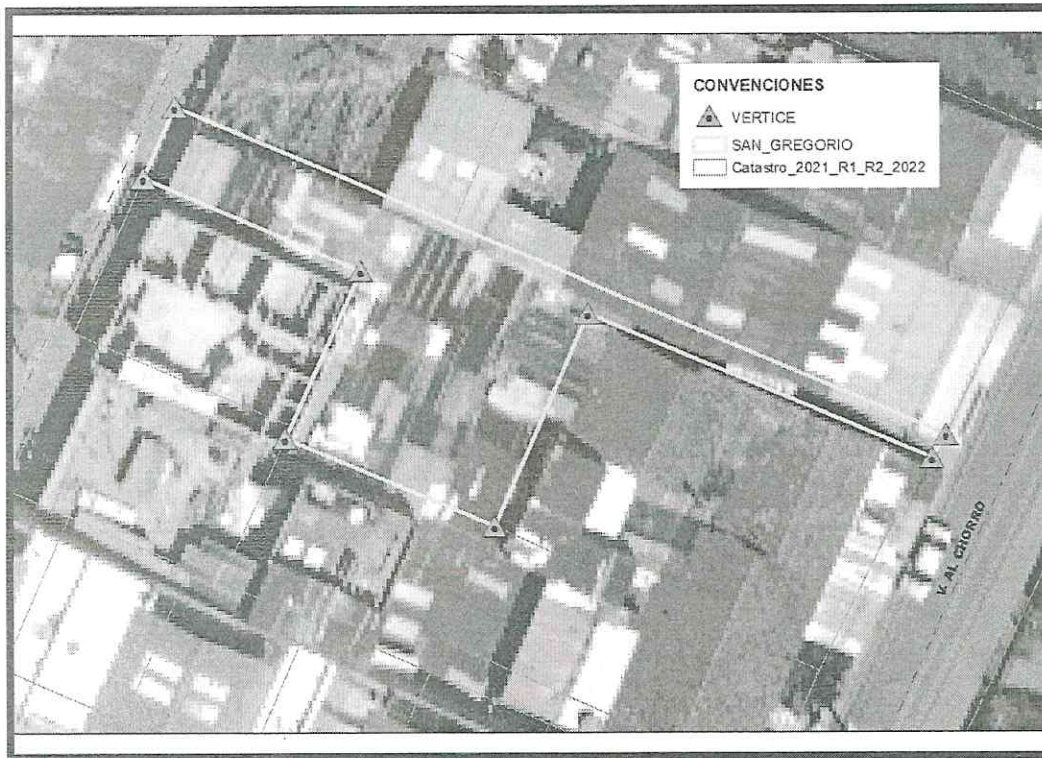 CONVENCIONES
VERTICE
SAN_GREGORIO
Catastro_2021_R1_R2_2022
V. AL CHORRO